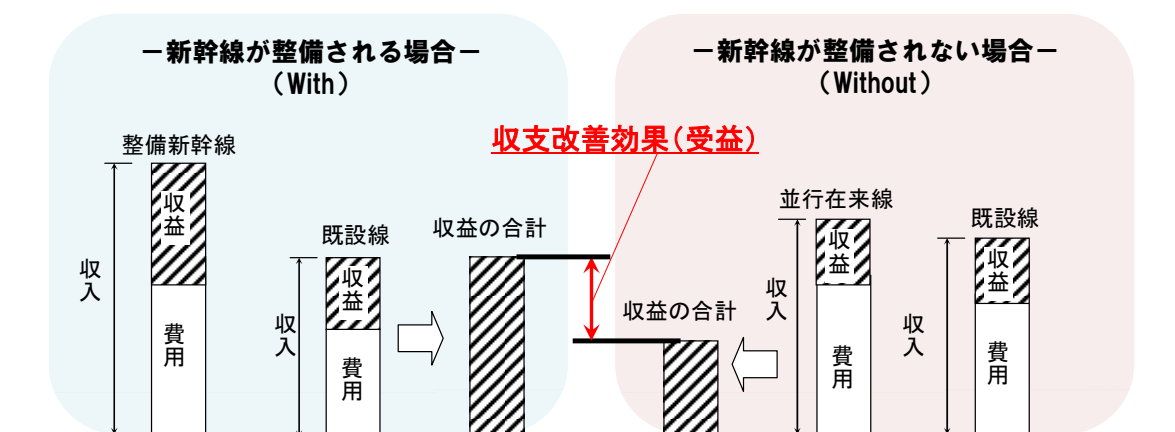 －新幹線が整備される場合－
（With）
整備新幹線
収益
収入
費用
既設線
収益
収入
費用
収益の合計
収支改善効果（受益）
－新幹線が整備されない場合－
（Without）
収益の合計
並行在来線
収益
収入
費用
既設線
収益
収入
費用